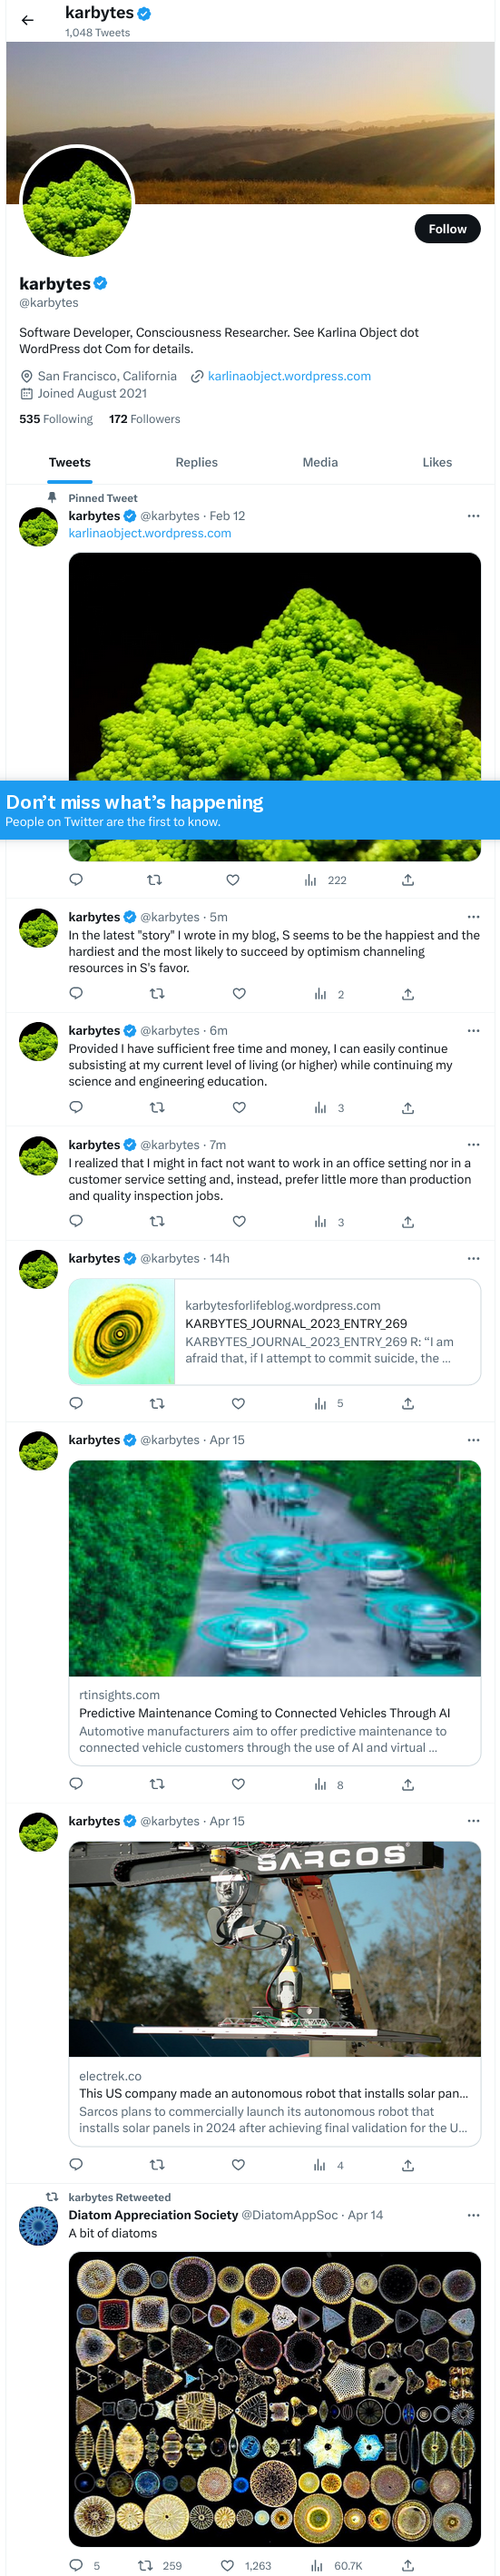 karbytes
1,048 Tweets
Follow
karbytes
@karbytes
Software Developer, Consciousness Researcher. See Karlina Object dot
WordPress dot Com for details.
San Francisco, California karlinaobject.wordpress.com
Joined August 2021
535 Following 172 Followers
Tweets Replies Media Likes
Pinned Tweet
karbytes @karbytes · Feb 12
karlinaobject.wordpress.com
Don’t miss what’s happening
People on Twitter are the first to know.
222
karbytes @karbytes · 5m
In the latest "story" I wrote in my blog, S seems to be the happiest and the
hardiest and the most likely to succeed by optimism channeling
resources in S's favor.
2
karbytes @karbytes · 6m
Provided I have sufficient free time and money, I can easily continue
subsisting at my current level of living (or higher) while continuing my
science and engineering education.
3
karbytes @karbytes · 7m
I realized that I might in fact not want to work in an office setting nor in a
customer service setting and, instead, prefer little more than production
and quality inspection jobs.
3
karbytes @karbytes · 14h
karbytesforlifeblog.wordpress.com
KARBYTES_JOURNAL_2023_ENTRY_269
KARBYTES_JOURNAL_2023_ENTRY_269 R: “I am
afraid that, if I attempt to commit suicide, the ...
5
karbytes @karbytes · Apr 15
rtinsights.com
Predictive Maintenance Coming to Connected Vehicles Through AI
Automotive manufacturers aim to offer predictive maintenance to
connected vehicle customers through the use of AI and virtual ...
8
karbytes @karbytes · Apr 15
SARCOS
electrek.co
This US company made an autonomous robot that installs solar pan...
Sarcos plans to commercially launch its autonomous robot that
installs solar panels in 2024 after achieving final validation for the U...
4
karbytes Retweeted
Diatom Appreciation Society @DiatomAppSoc · Apr 14
A bit of diatoms
5 259 1,263 60.7K